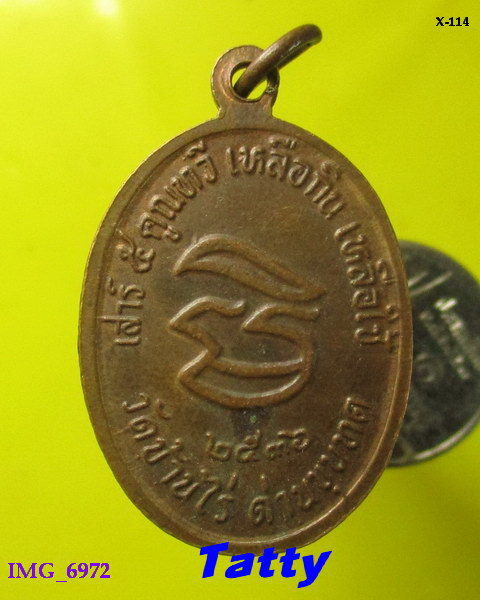 X-114
เสาร์ ๕ คูณทวี เหลือกิน เหลือใช้
๒๕๓๖
วัดบ้านไร่ ด่านขุนทด
IMG_6972
Tatty